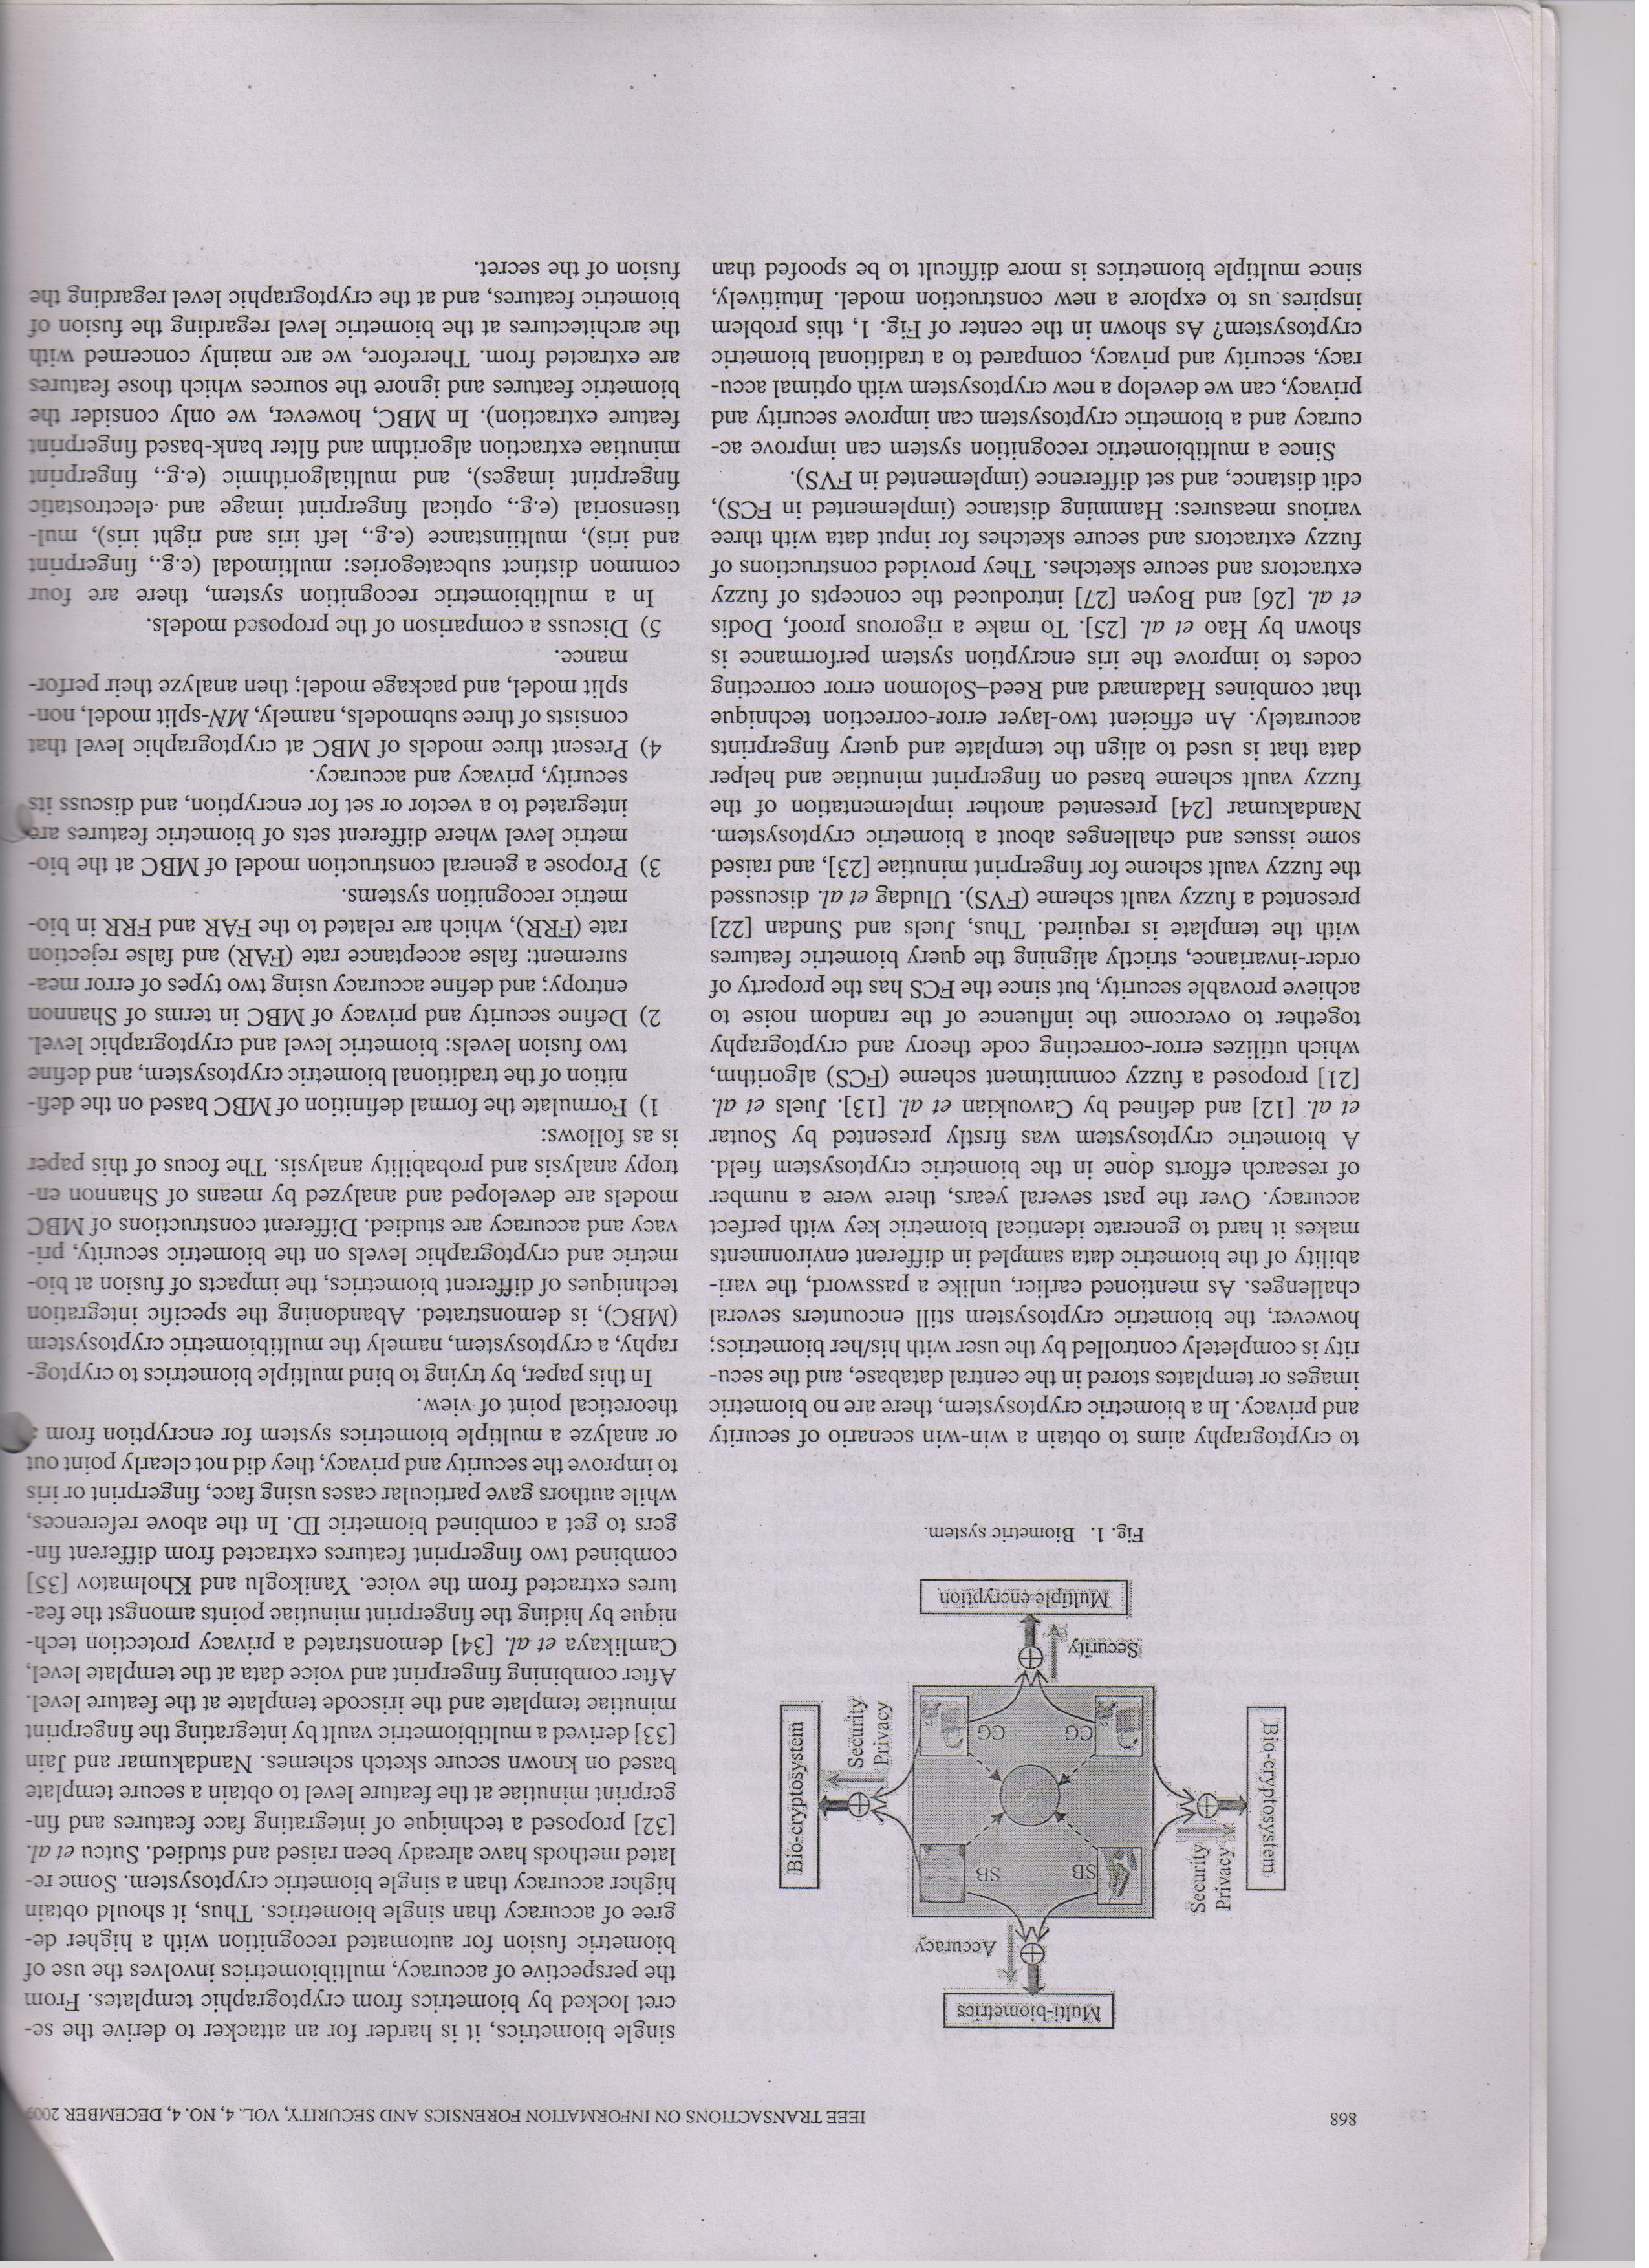 868
IEEE TRANSACTIONS ON INFORMATION FORENSICS AND SECURITY, VOL. 4, NO. 4, DECEMBER 2009
Multi-biometrics
Accuracy
SB
SB
Bio-cryptosystem
Security
Privacy
Security
Privacy
Bio-cryptosystem
CG
CG
Security
Multiple encryption
Fig. 1. Biometric system.
to cryptography aims to obtain a win-win scenario of security
and privacy. In a biometric cryptosystem, there are no biometric
images or templates stored in the central database, and the secu-
rity is completely controlled by the user with his/her biometrics;
however, the biometric cryptosystem still encounters several
challenges. As mentioned earlier, unlike a password, the vari-
ability of the biometric data sampled in different environments
makes it hard to generate identical biometric key with perfect
accuracy. Over the past several years, there were a number
of research efforts done in the biometric cryptosystem field.
A biometric cryptosystem was firstly presented by Soutar
et al. [12] and defined by Cavoukian et al. [13]. Juels et al.
[21] proposed a fuzzy commitment scheme (FCS) algorithm,
which utilizes error-correcting code theory and cryptography
together to overcome the influence of the random noise to
achieve provable security, but since the FCS has the property of
order-invariance, strictly aligning the query biometric features
with the template is required. Thus, Juels and Sundan [22]
presented a fuzzy vault scheme (FVS). Uludag et al. discussed
the fuzzy vault scheme for fingerprint minutiae [23], and raised
some issues and challenges about a biometric cryptosystem.
Nandakumar [24] presented another implementation of the
fuzzy vault scheme based on fingerprint minutiae and helper
data that is used to align the template and query fingerprints
accurately. An efficient two-layer error-correction technique
that combines Hadamard and Reed–Solomon error correcting
codes to improve the iris encryption system performance is
shown by Hao et al. [25]. To make a rigorous proof, Dodis
et al. [26] and Boyen [27] introduced the concepts of fuzzy
extractors and secure sketches. They provided constructions of
fuzzy extractors and secure sketches for input data with three
various measures: Hamming distance (implemented in FCS),
edit distance, and set difference (implemented in FVS).
Since a multibiometric recognition system can improve ac-
curacy and a biometric cryptosystem can improve security and
privacy, can we develop a new cryptosystem with optimal accu-
racy, security and privacy, compared to a traditional biometric
cryptosystem? As shown in the center of Fig. 1, this problem
inspires us to explore a new construction model. Intuitively,
since multiple biometrics is more difficult to be spoofed than
single biometrics, it is harder for an attacker to derive the se-
cret locked by biometrics from cryptographic templates. From
the perspective of accuracy, multibiometrics involves the use of
biometric fusion for automated recognition with a higher de-
gree of accuracy than single biometrics. Thus, it should obtain
higher accuracy than a single biometric cryptosystem. Some re-
lated methods have already been raised and studied. Sutcu et al.
[32] proposed a technique of integrating face features and fin-
gerprint minutiae at the feature level to obtain a secure template
based on known secure sketch schemes. Nandakumar and Jain
[33] derived a multibiometric vault by integrating the fingerprint
minutiae template and the iriscode template at the feature level.
After combining fingerprint and voice data at the template level,
Camlikaya et al. [34] demonstrated a privacy protection tech-
nique by hiding the fingerprint minutiae points amongst the fea-
tures extracted from the voice. Yanikoglu and Kholmatov [35]
combined two fingerprint features extracted from different fin-
gers to get a combined biometric ID. In the above references,
while authors gave particular cases using face, fingerprint or iris
to improve the security and privacy, they did not clearly point out
or analyze a multiple biometrics system for encryption from a
theoretical point of view.
In this paper, by trying to bind multiple biometrics to cryptog-
raphy, a cryptosystem, namely the multibiometric cryptosystem
(MBC), is demonstrated. Abandoning the specific integration
techniques of different biometrics, the impacts of fusion at bio-
metric and cryptographic levels on the biometric security, pri-
vacy and accuracy are studied. Different constructions of MBC
models are developed and analyzed by means of Shannon en-
tropy analysis and probability analysis. The focus of this paper
is as follows:
1) Formulate the formal definition of MBC based on the defi-
nition of the traditional biometric cryptosystem, and define
two fusion levels: biometric level and cryptographic level.
2) Define security and privacy of MBC in terms of Shannon
entropy; and define accuracy using two types of error mea-
surement: false acceptance rate (FAR) and false rejection
rate (FRR), which are related to the FAR and FRR in bio-
metric recognition systems.
3) Propose a general construction model of MBC at the bio-
metric level where different sets of biometric features are
integrated to a vector or set for encryption, and discuss its
security, privacy and accuracy.
4) Present three models of MBC at cryptographic level that
consists of three submodels, namely, MN-split model, non-
split model, and package model; then analyze their perfor-
mance.
5) Discuss a comparison of the proposed models.
In a multibiometric recognition system, there are four
common distinct subcategories: multimodal (e.g., fingerprint
and iris), multiinstance (e.g., left iris and right iris), mul-
tisensorial (e.g., optical fingerprint image and electrostatic
fingerprint images), and multialgorithmic (e.g., fingerprint
minutiae extraction algorithm and filter bank-based fingerprint
feature extraction). In MBC, however, we only consider the
biometric features and ignore the sources which those features
are extracted from. Therefore, we are mainly concerned with
the architectures at the biometric level regarding the fusion of
biometric features, and at the cryptographic level regarding the
fusion of the secret.